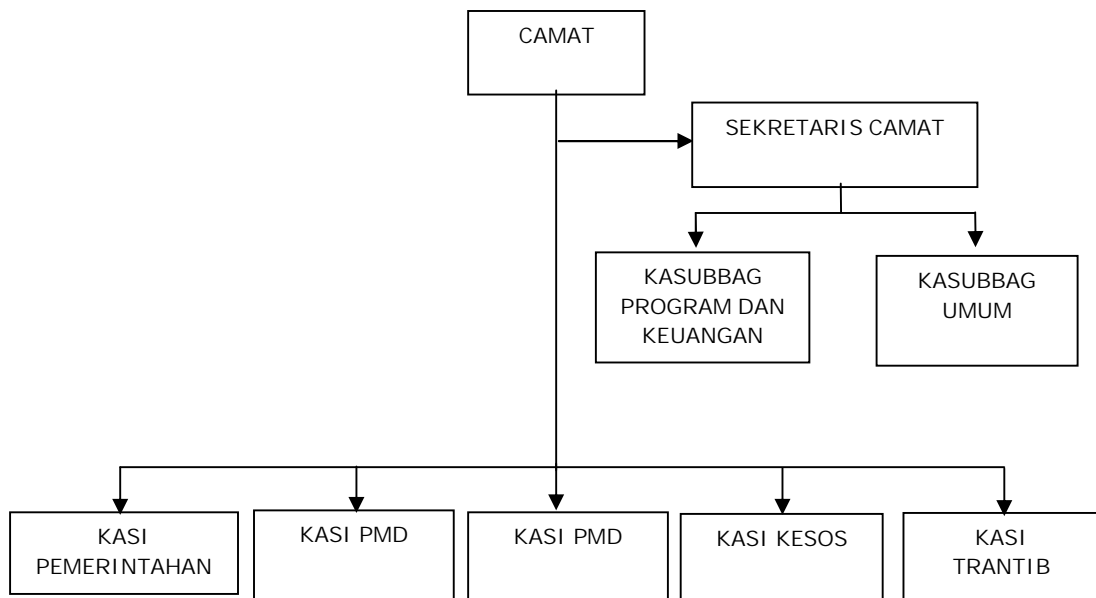 CAMAT
SEKRETARIS CAMAT
KASUBBAG
PROGRAM DAN
KEUANGAN
KASUBBAG
UMUM
KASI
PEMERINTAHAN
KASI PMD
KASI PMD
KASI KESOS
KASI
TRANTIB